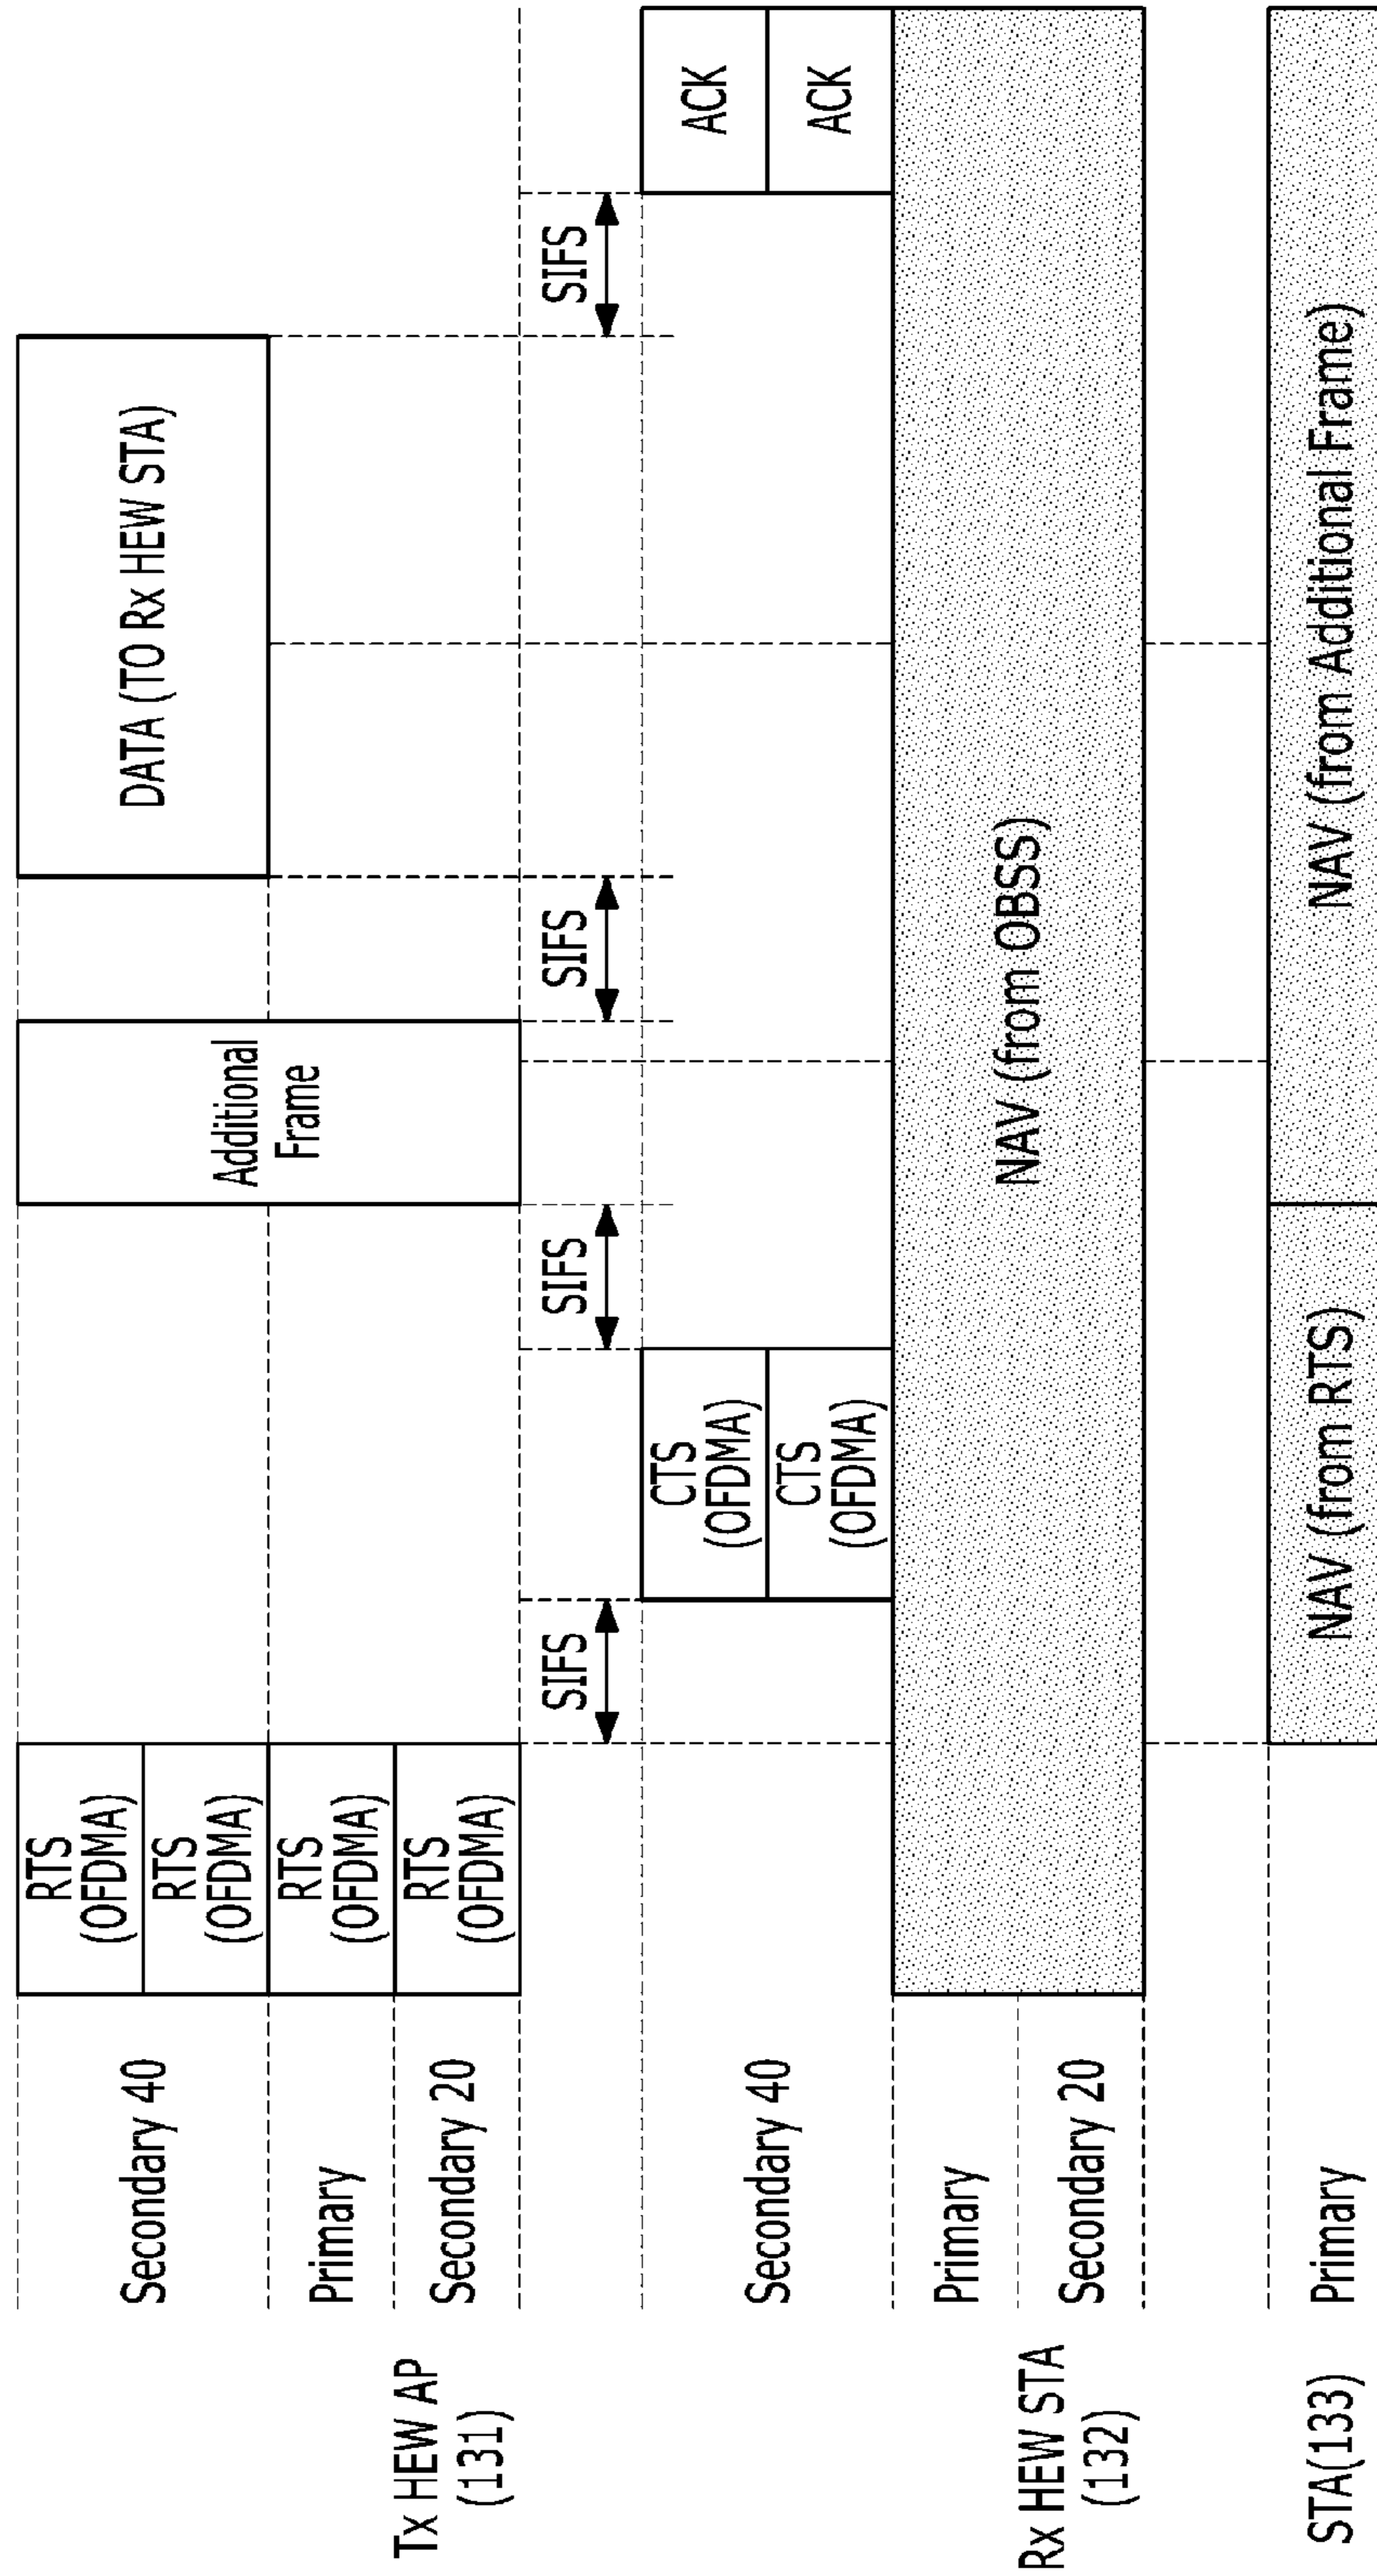 Tx HEW AP
(131)
Secondary 40
Primary
Secondary 20
RTS
(OFDMA)
RTS
(OFDMA)
RTS
(OFDMA)
RTS
(OFDMA)
Additional
Frame
DATA (TO Rx HEW STA)
SIFS
SIFS
SIFS
SIFS
Rx HEW STA
(132)
Secondary 40
Primary
Secondary 20
CTS
(OFDMA)
CTS
(OFDMA)
ACK
ACK
NAV (from OBSS)
STA(133)
Primary
NAV (from RTS)
NAV (from Additional Frame)